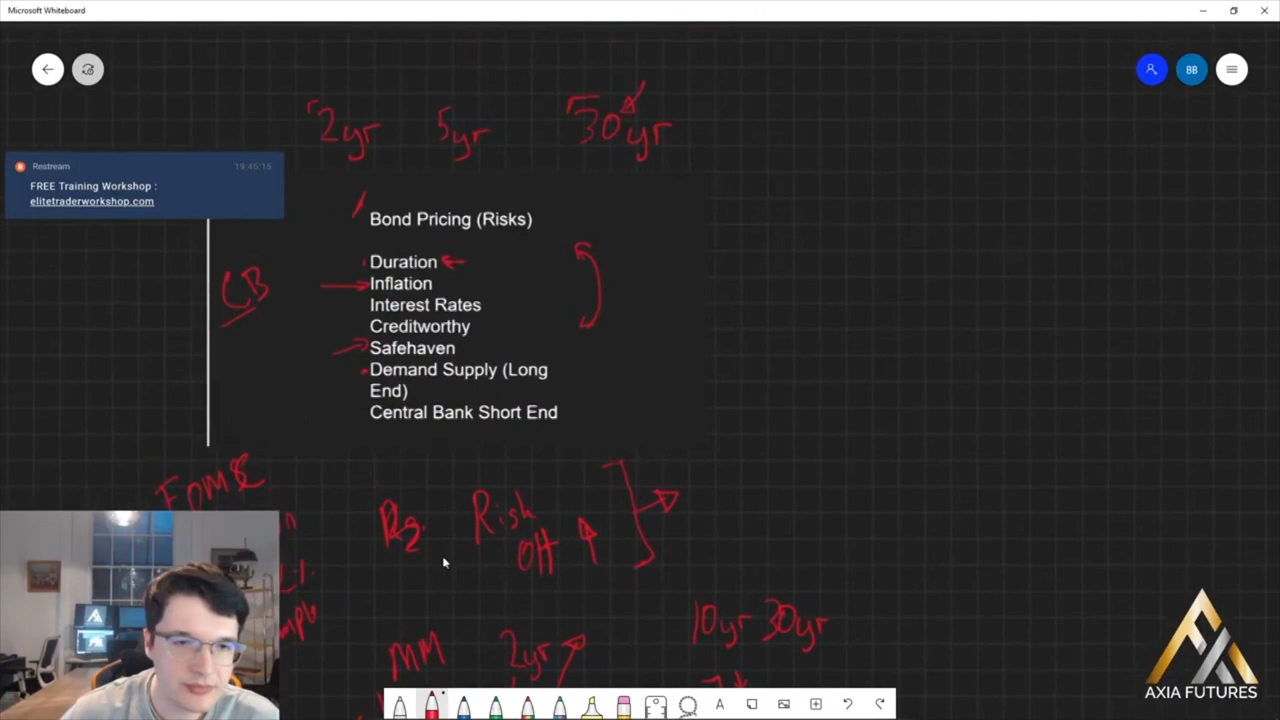 Microsoft Whiteboard
BB
2yr 5yr 30yr
Restream 19:45:15
FREE Training Workshop :
elitetraderworkshop.com
Bond Pricing (Risks)
Duration
Inflation
Interest Rates
Creditworthy
Safehaven
Demand Supply (Long
End)
Central Bank Short End
CB
Risk
Off
10yr 30yr
MM 2yr
A
AXIA FUTURES